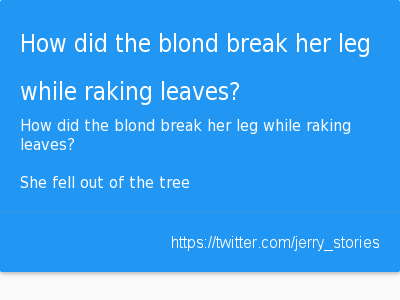 How did the blond break her leg
while raking leaves?
How did the blond break her leg while raking
leaves?
She fell out of the tree
https://twitter.com/jerry_stories